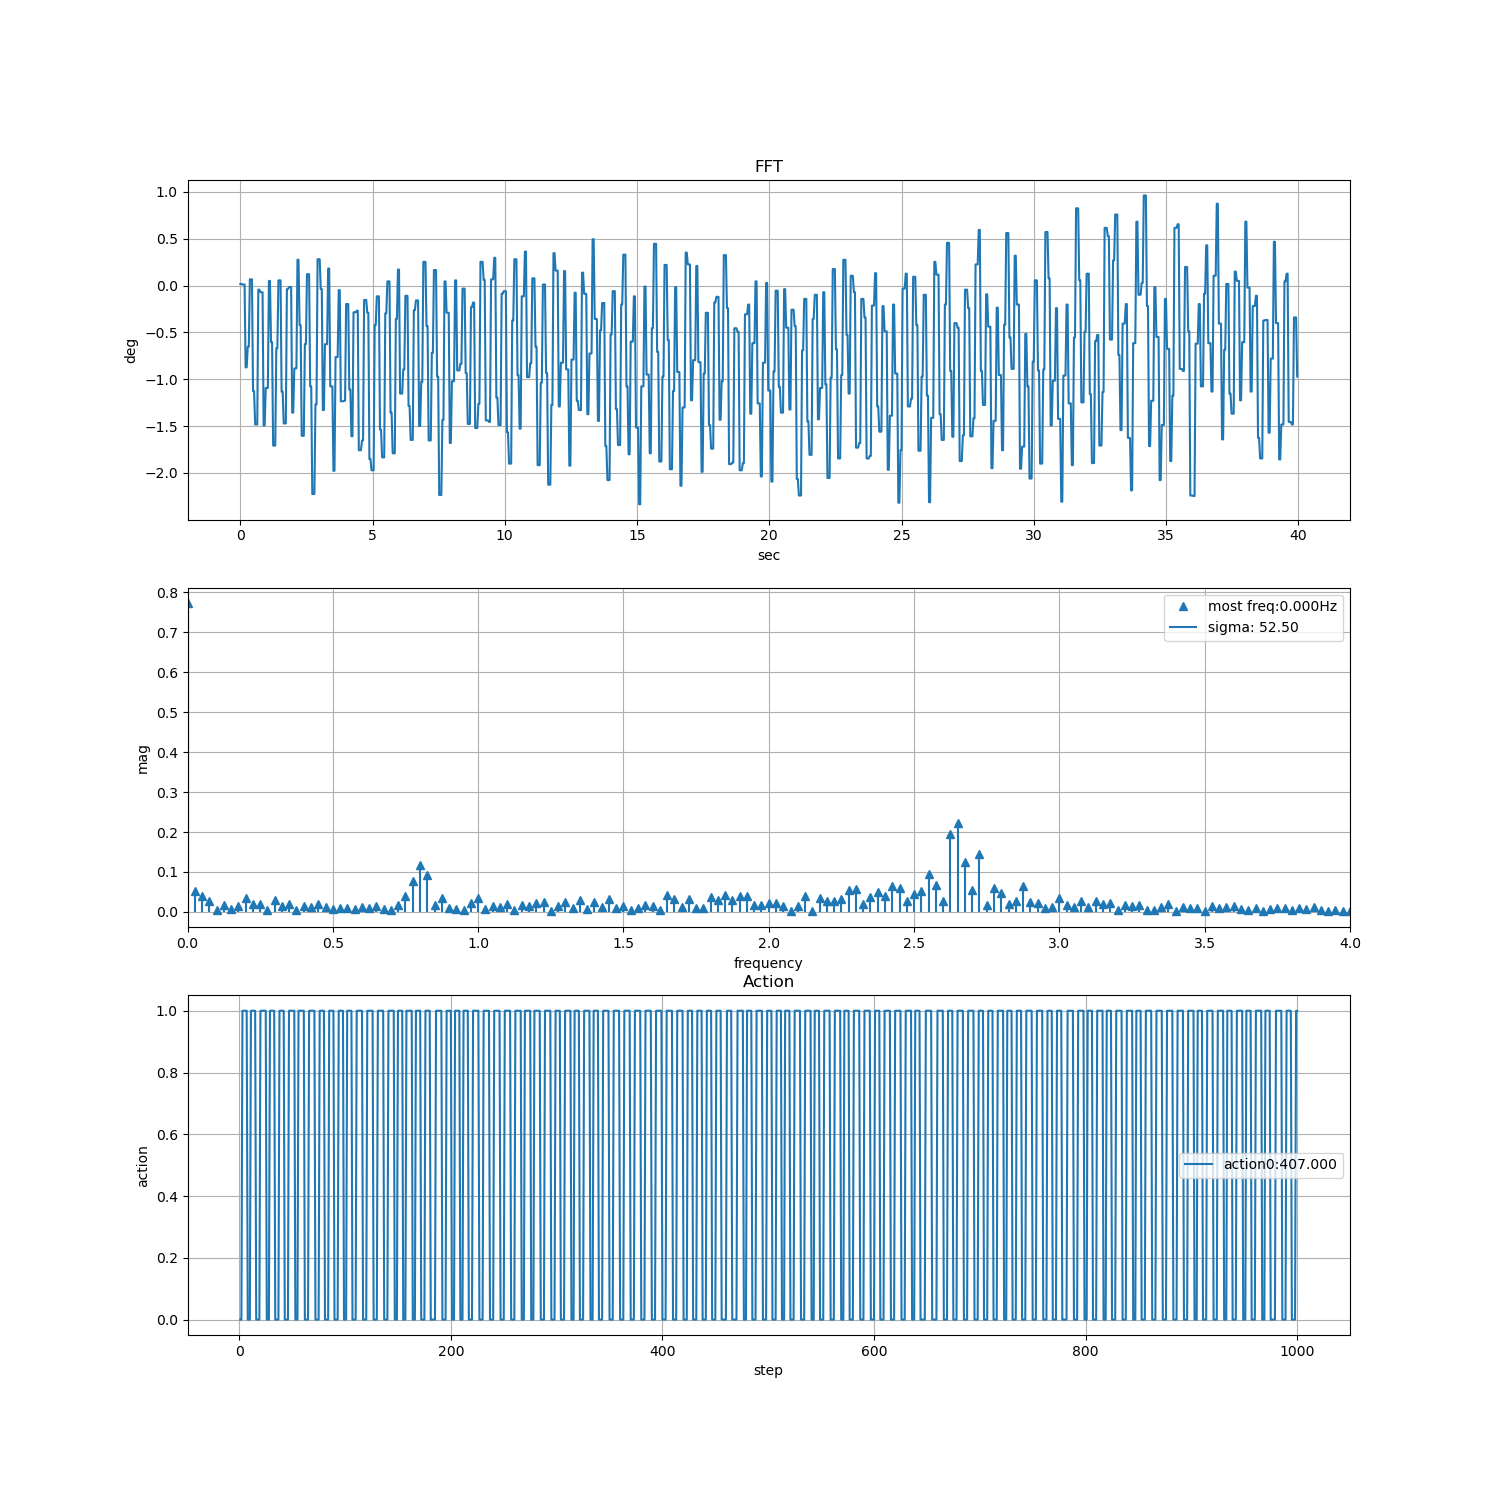 FFT
1.0
0.5
0.0
−0.5
−1.0
−1.5
−2.0
deg
0 5 10 15 20 25 30 35 40
sec
0.8
0.7
0.6
0.5
0.4
0.3
0.2
0.1
0.0
mag
most freq:0.000Hz
sigma: 52.50
0.0 0.5 1.0 1.5 2.0 2.5 3.0 3.5 4.0
frequency
Action
1.0
0.8
0.6
0.4
0.2
0.0
action
action0:407.000
0 200 400 600 800 1000
step